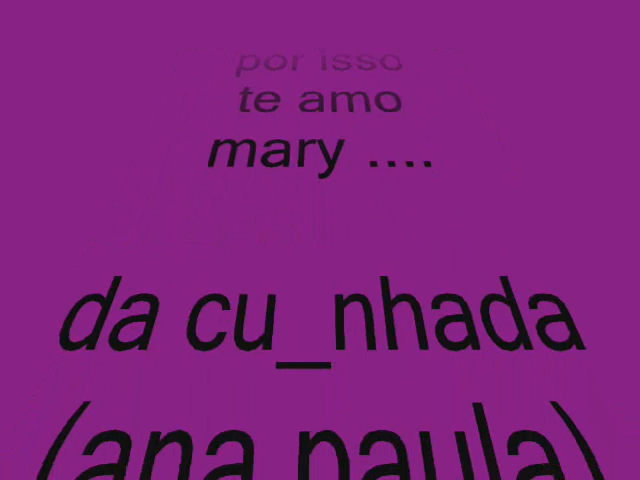 por isso
te amo
mary ....
da cu_nhada
(ana paula)